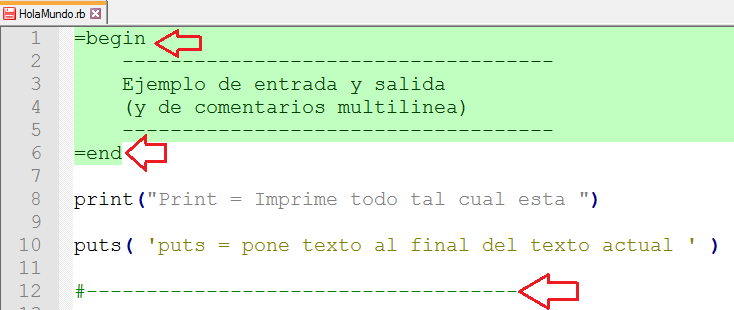 HolaMundo.rb
1 =begin
2 ------------------------------------
3 Ejemplo de entrada y salida
4 (y de comentarios multilinea)
5 ------------------------------------
6 =end
7
8 print("Print = Imprime todo tal cual esta ")
9
10 puts( 'puts = pone texto al final del texto actual ' )
11
12 #------------------------------------